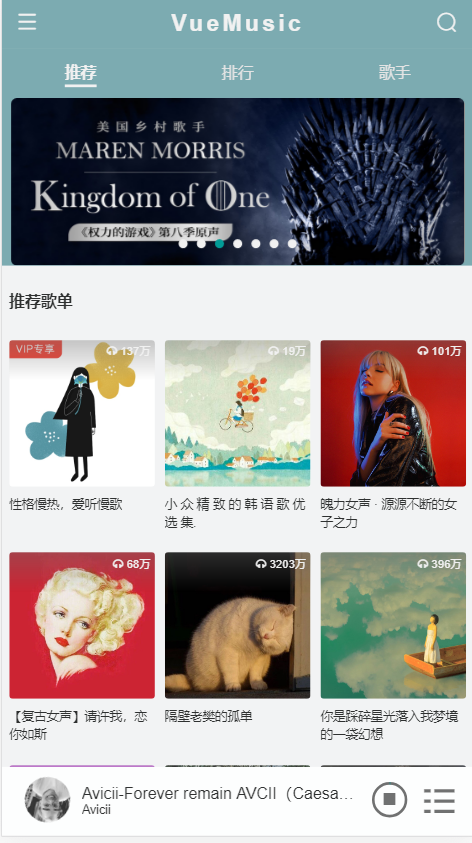 VueMusic
推荐
排行
歌手
美国乡村歌手
MAREN MORRIS
Kingdom of One
《权力的游戏》第八季原声
推荐歌单
VIP专享
137万
19万
101万
性格慢热，爱听慢歌
小众精致的韩语歌优
选集.
魄力女声 · 源源不断的女
子之力
68万
3203万
396万
【复古女声】请许我，恋
你如斯
隔壁老樊的孤单
你是踩碎星光落入我梦境
的一袋幻想
Avicii-Forever remain AVCII（Caesa…
Avicii